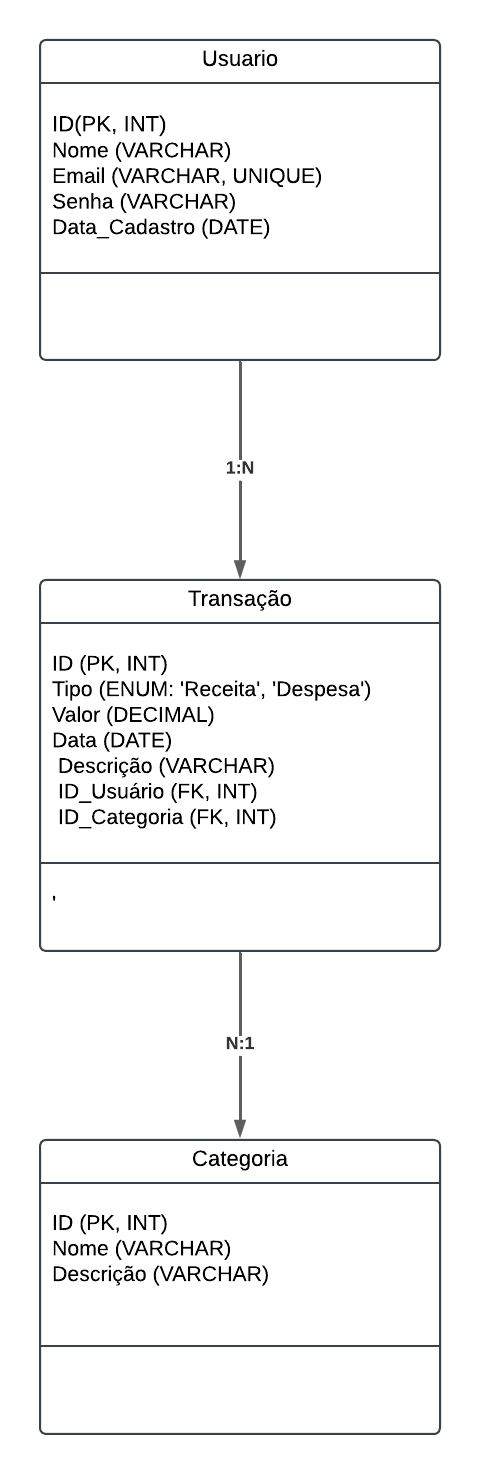 Usuario
ID(PK, INT)
Nome (VARCHAR)
Email (VARCHAR, UNIQUE)
Senha (VARCHAR)
Data_Cadastro (DATE)
1:N
Transação
ID (PK, INT)
Tipo (ENUM: 'Receita', 'Despesa')
Valor (DECIMAL)
Data (DATE)
Descrição (VARCHAR)
ID_Usuário (FK, INT)
ID_Categoria (FK, INT)
'
N:1
Categoria
ID (PK, INT)
Nome (VARCHAR)
Descrição (VARCHAR)